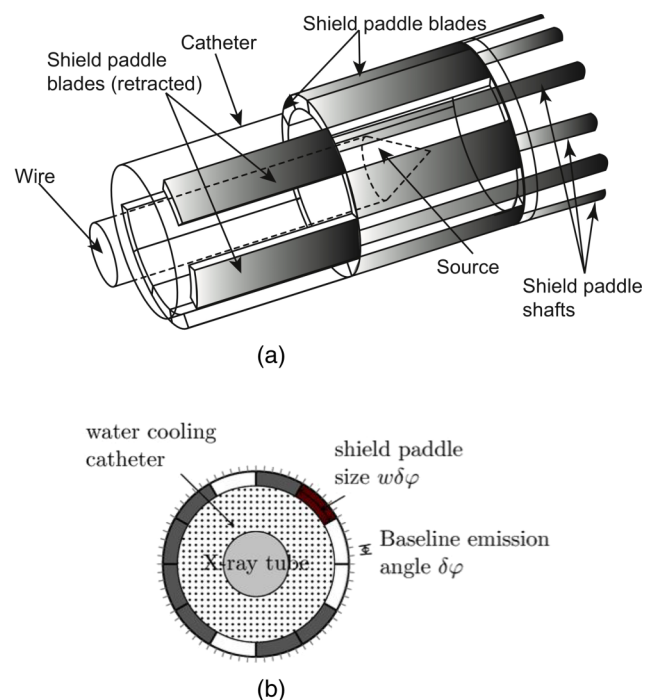 Shield paddle blades
Catheter
Shield paddle
blades (retracted)
Wire
Source
Shield paddle
shafts
(a)
water cooling
catheter
shield paddle
size wδφ
X-ray tube
Baseline emission
angle δφ
(b)